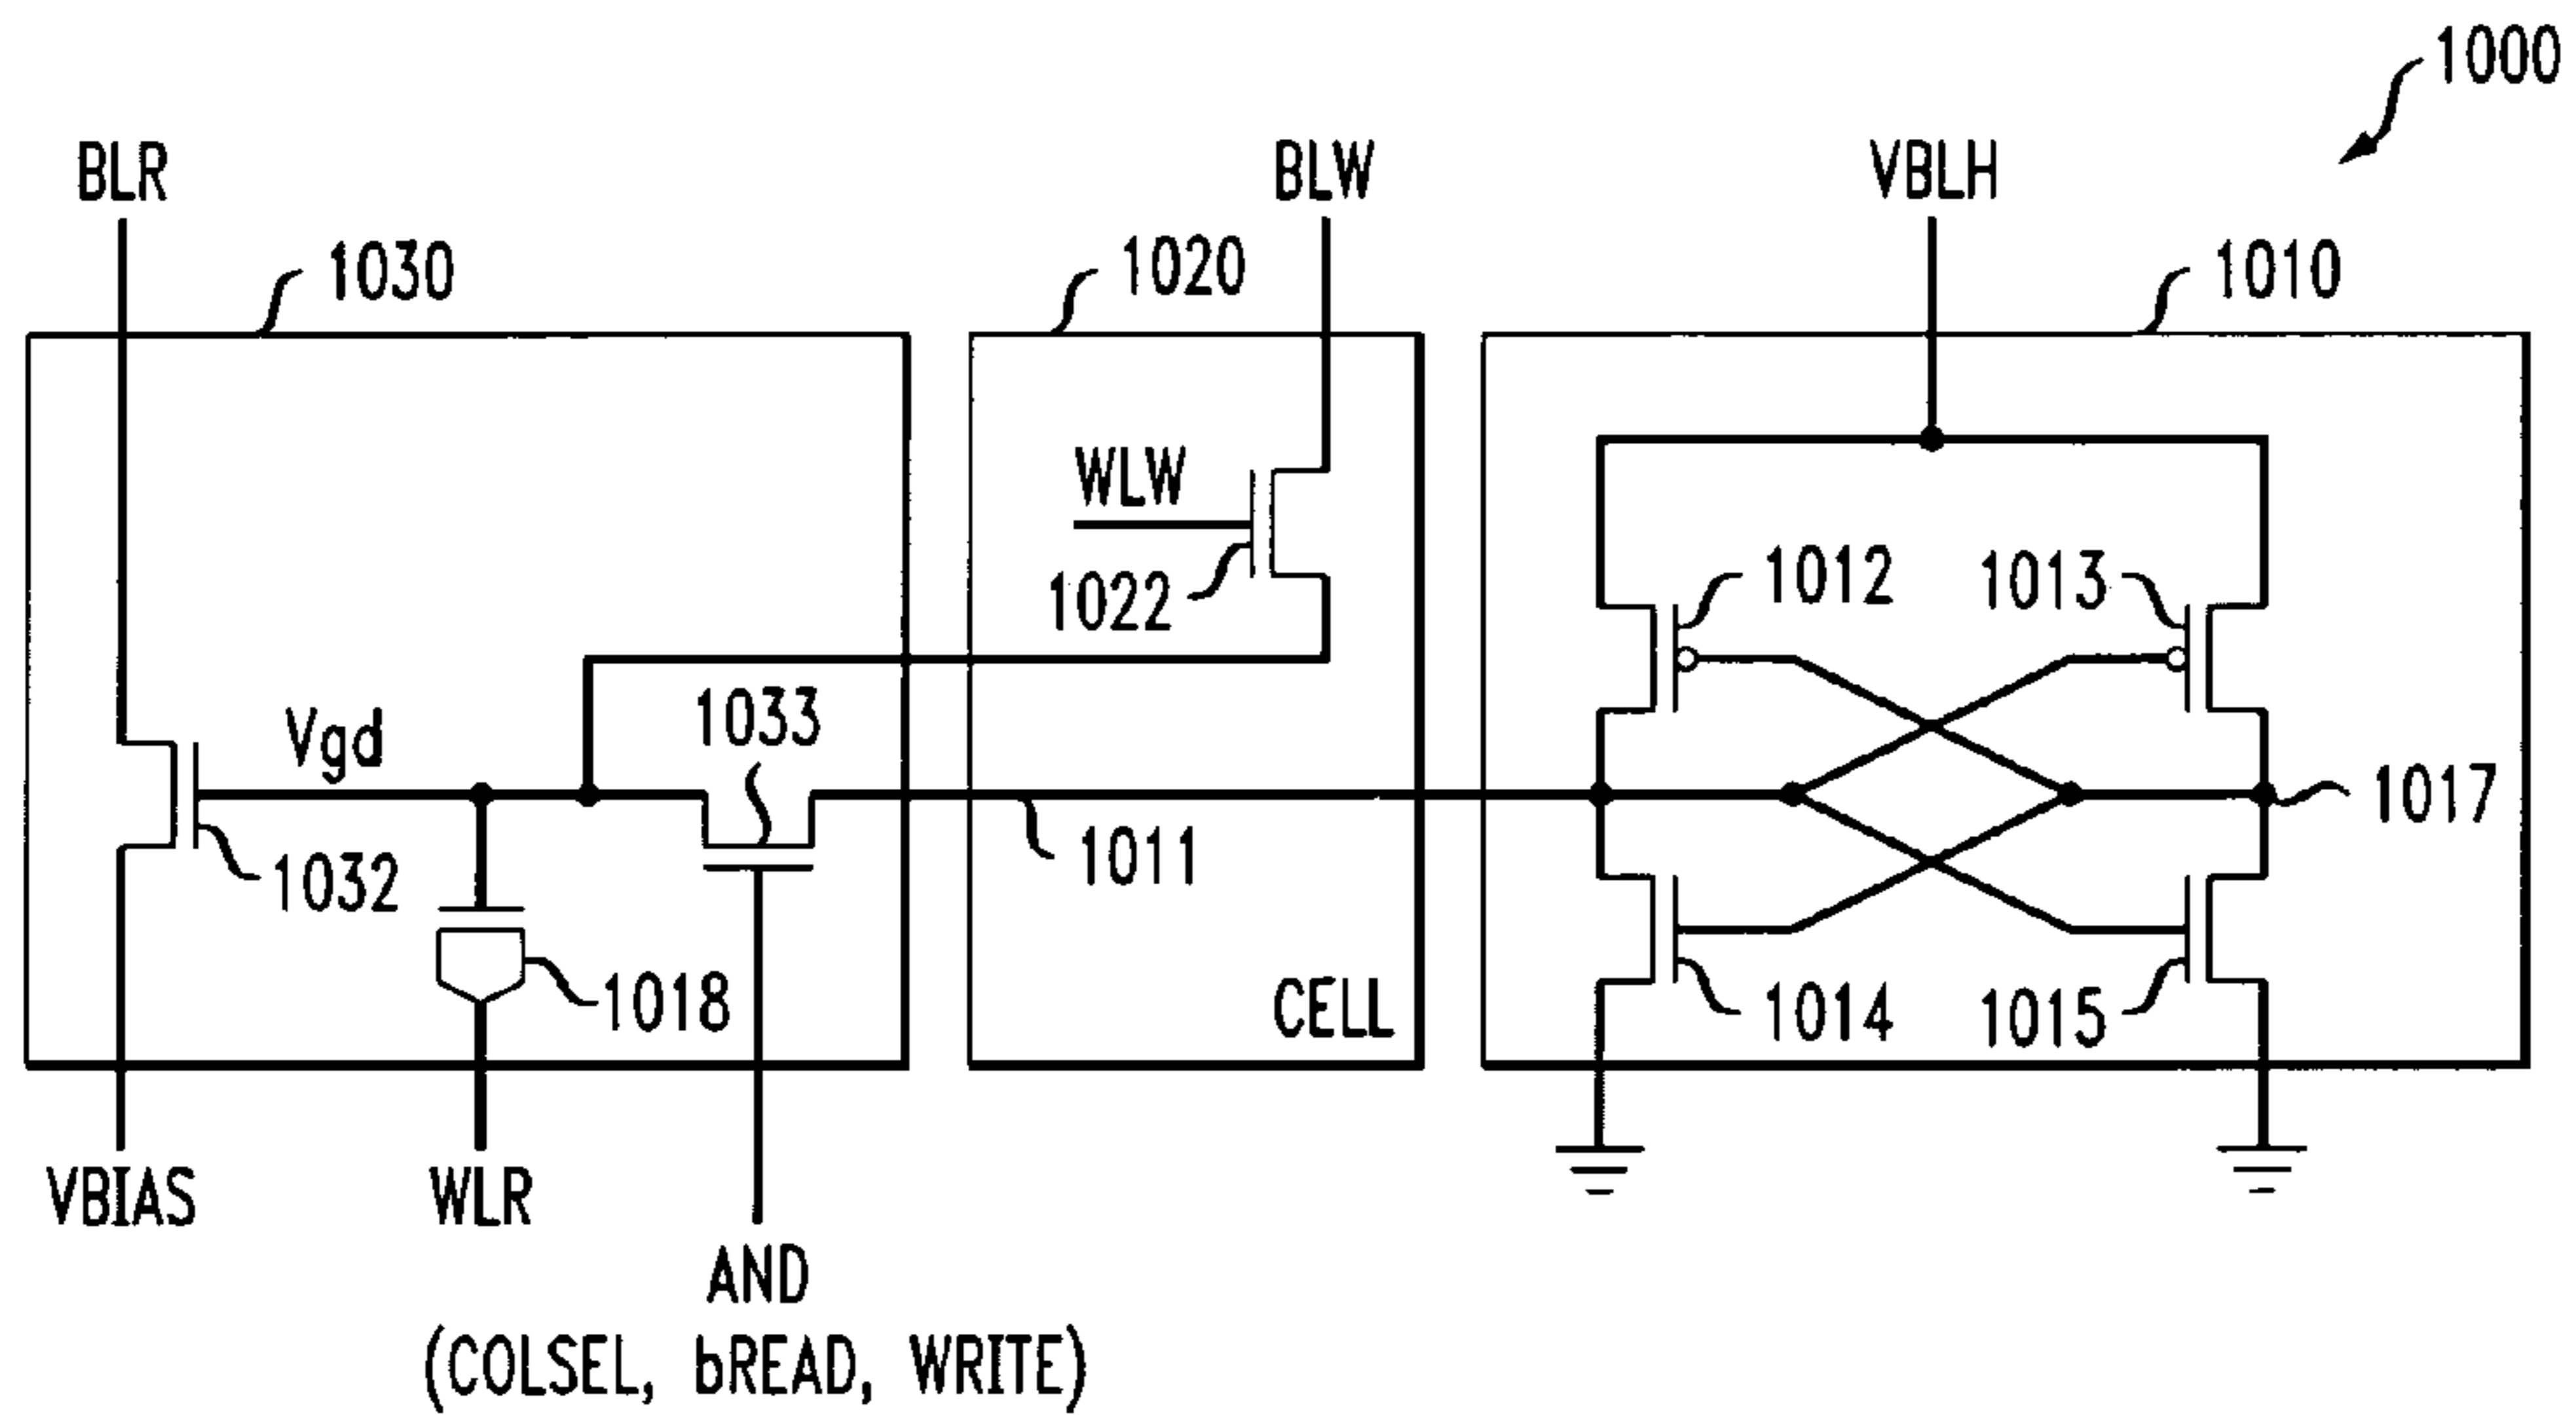 1000
BLR
BLW
VBLH
1030
1020
1010
WLW
1022
1012
1013
Vgd
1033
1032
1018
1011
1017
1014
1015
CELL
VBIAS
WLR
AND
(COLSEL, bREAD, WRITE)